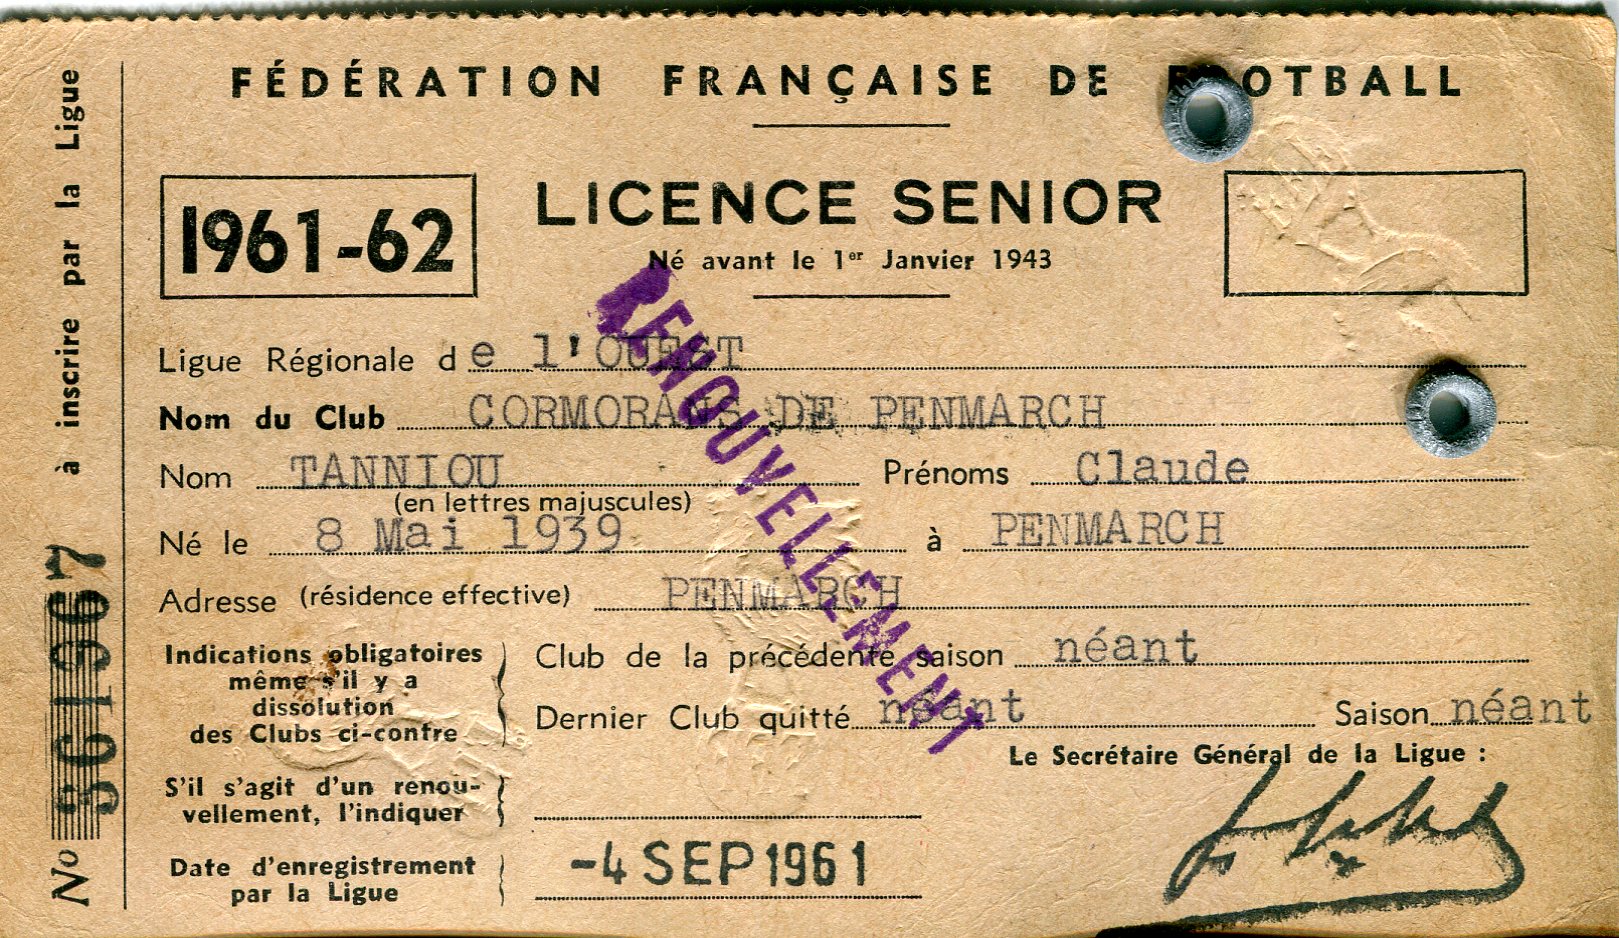 FÉDÉRATION FRANÇAISE DE FOOTBALL
1961-62
LICENCE SENIOR
Né avant le 1er Janvier 1943
RENOUVELLEMENT
Ligue Régionale de l'OUEST
Nom du Club CORMORANS DE PENMARCH
Nom TANNIOU Prénoms Claude
(en lettres majuscules)
Né le 8 Mai 1939 à PENMARCH
Adresse (résidence effective) PENMARCH
Indications obligatoires
même s'il y a
dissolution
des Clubs ci-contre
Club de la précédente saison néant
Dernier Club quitté néant Saison néant
Le Secrétaire Général de la Ligue :
S'il s'agit d'un renou-
vellement, l'indiquer
Date d'enregistrement
par la Ligue
-4 SEP 1961
No 361967 à inscrire par la Ligue